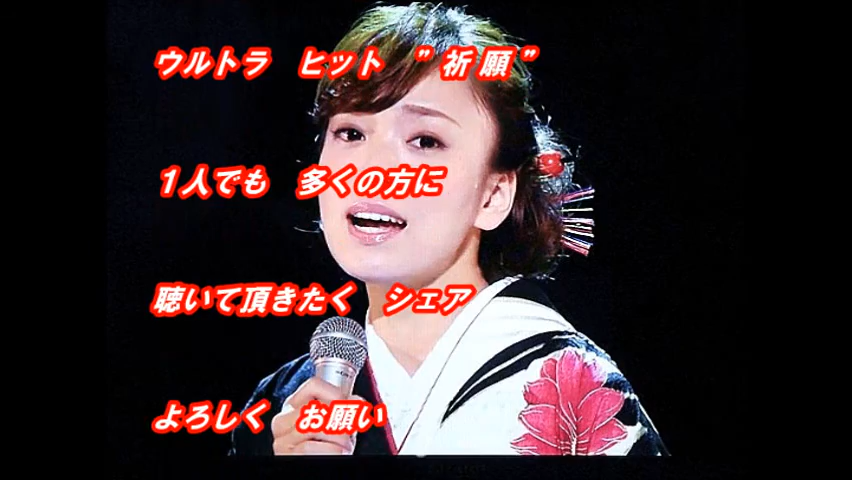 ウルトラ ヒット ”祈願”
１人でも 多くの方に
聴いて頂きたく シェア
よろしく お願い